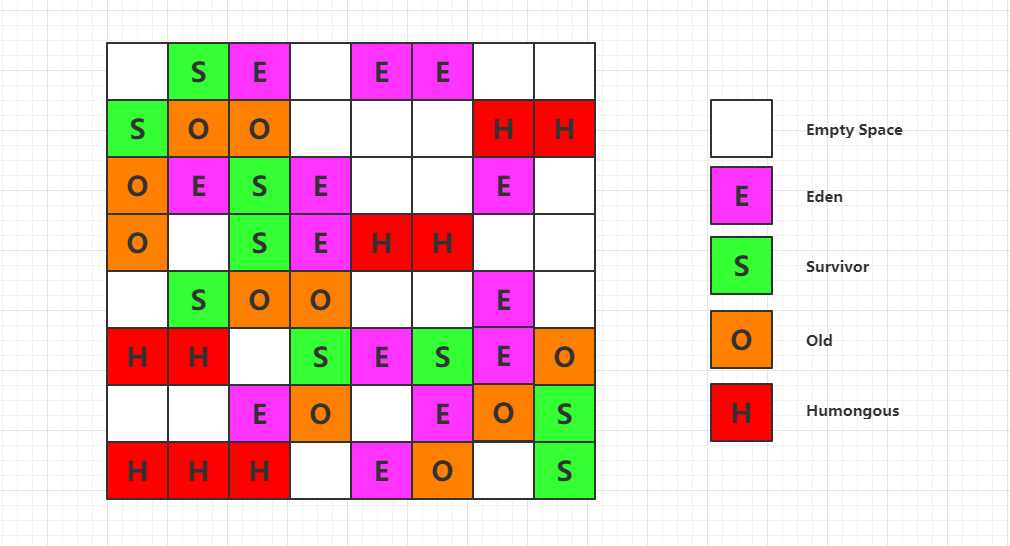 S E E E
S O O H H
O E S E E
O S E H H
S O O E
H H S E S E O
E O E O S
H H H E O S
Empty Space
E Eden
S Survivor
O Old
H Humongous